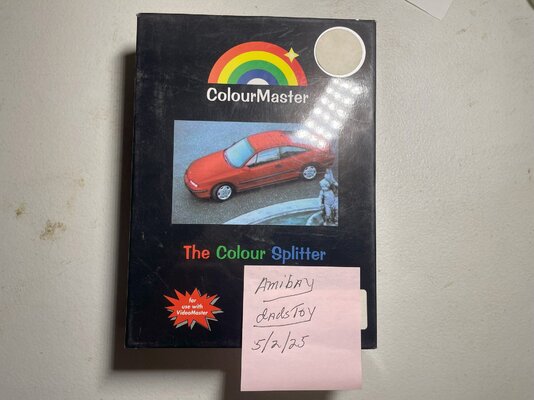 ColourMaster
The Colour Splitter
for
use with
VideoMaster
AmibAy
dAdsToy
5/2/25